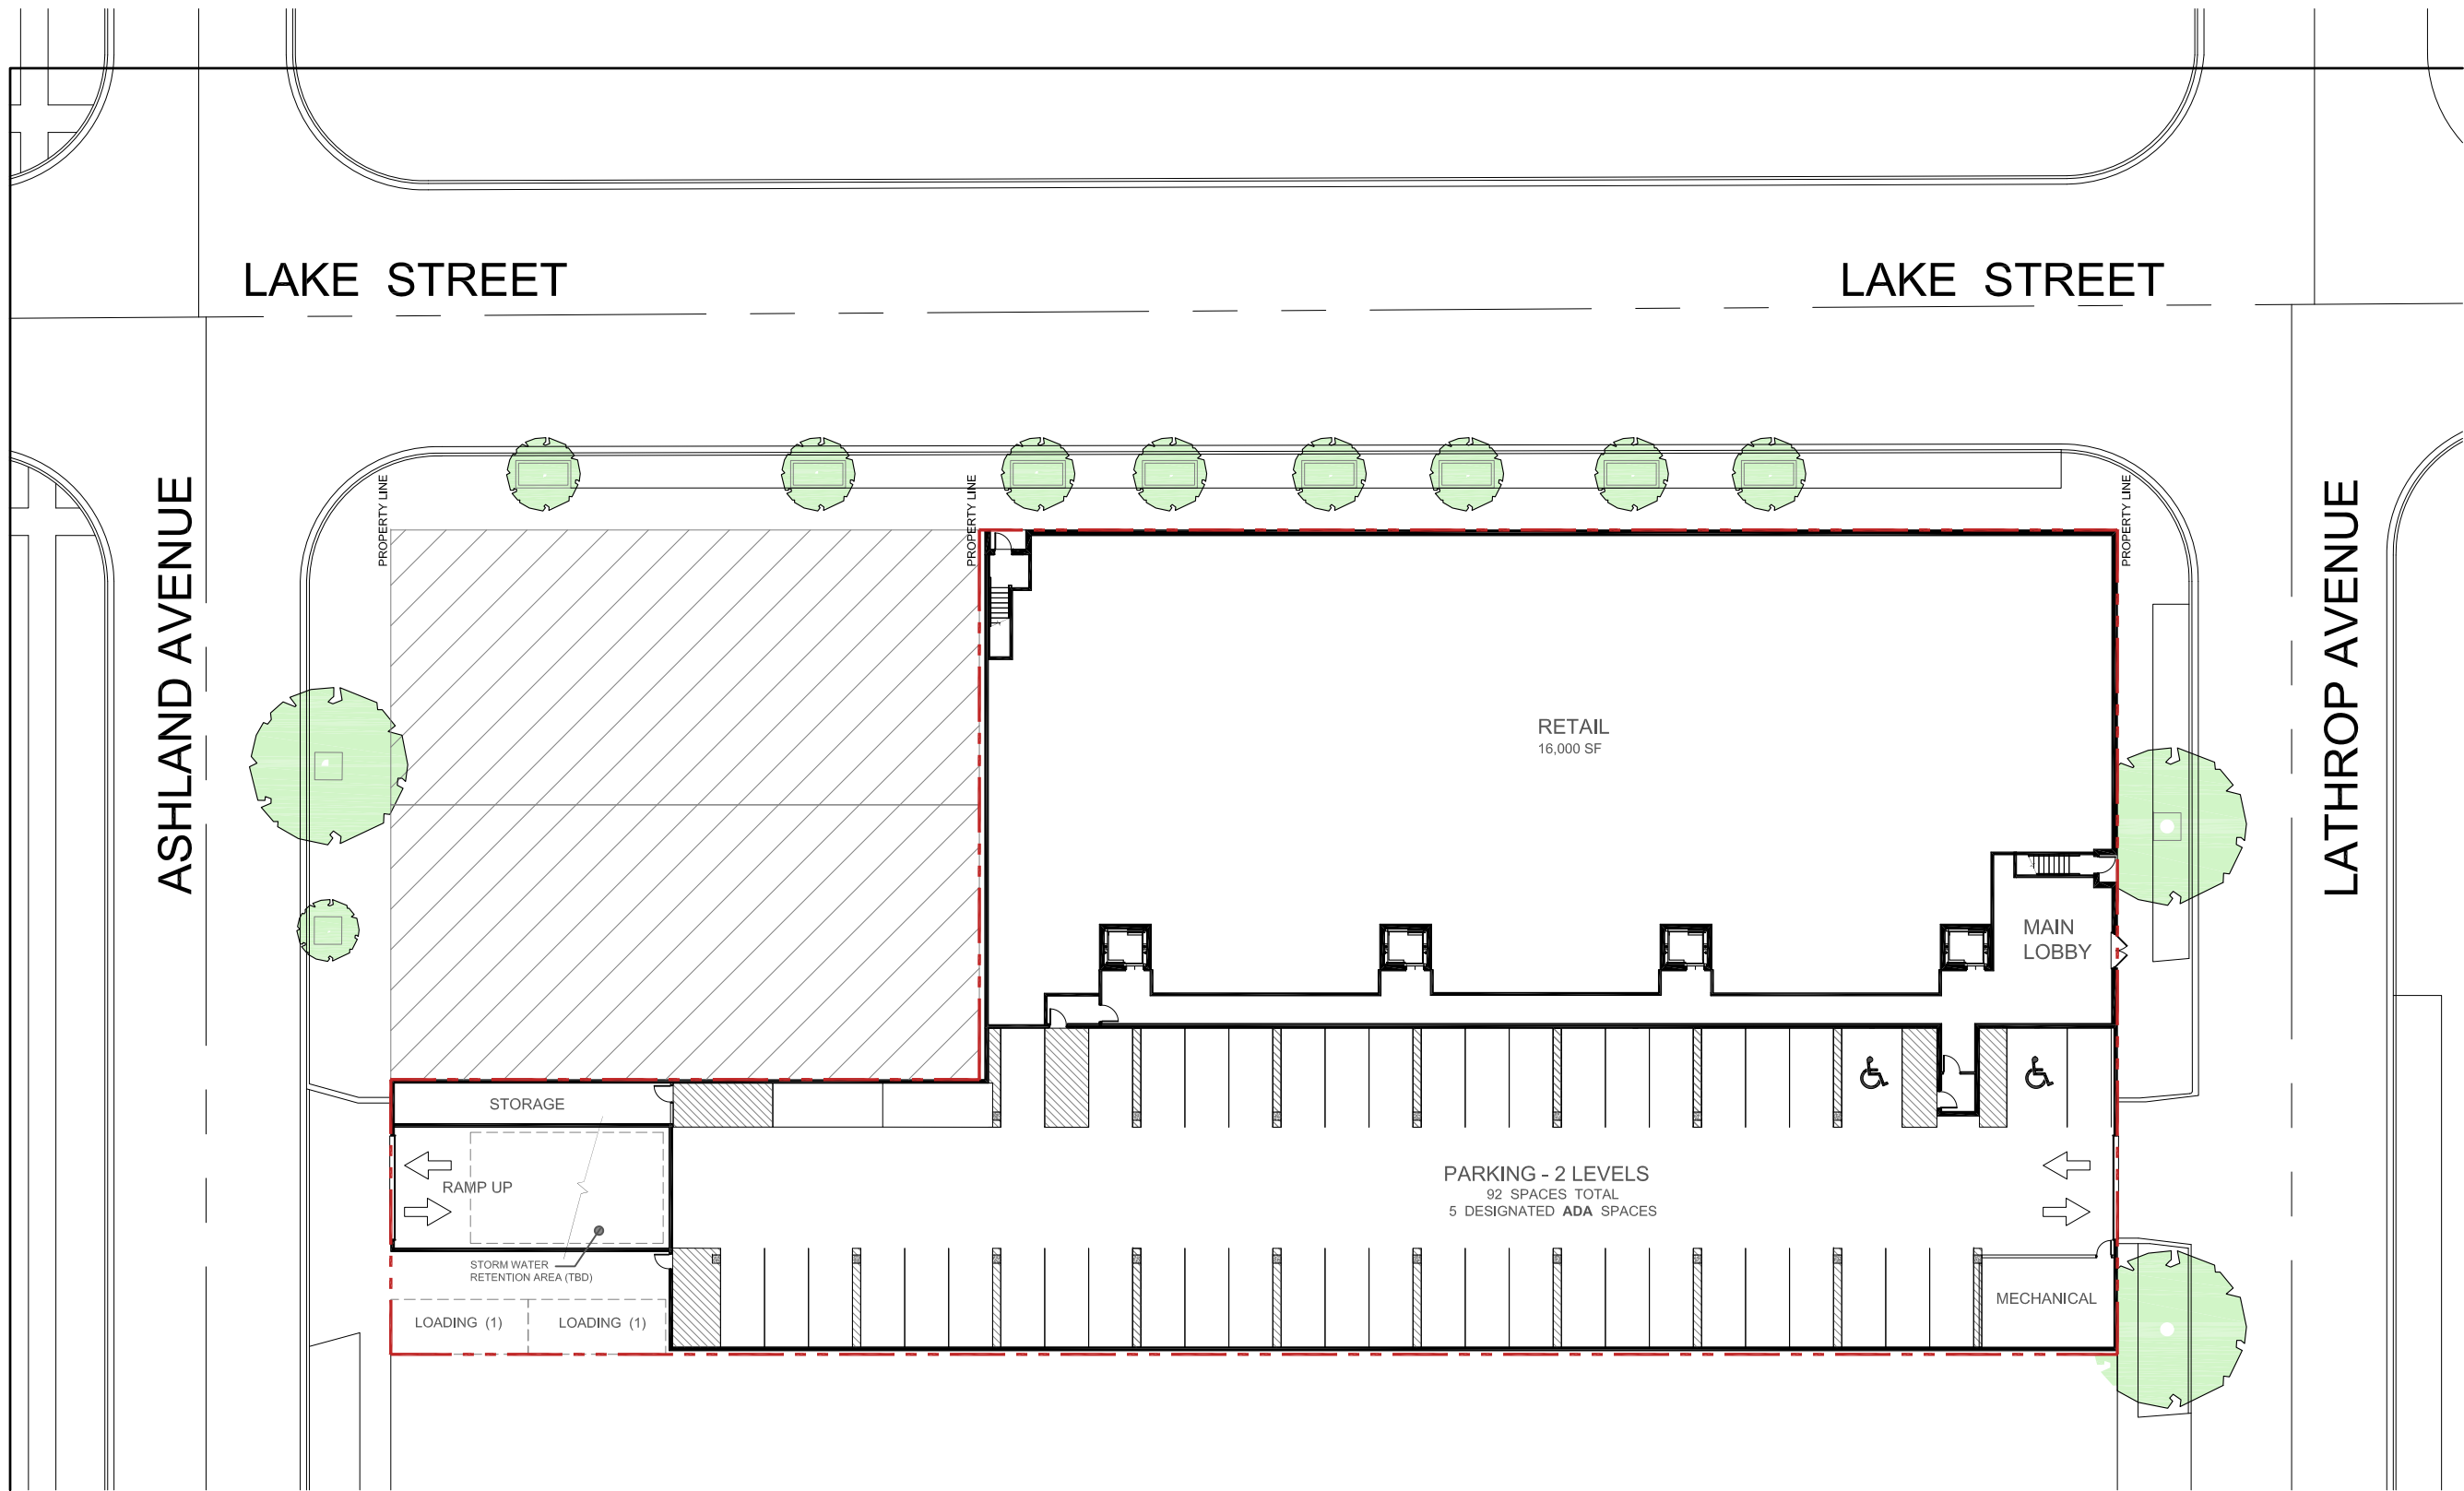 LAKE STREET
LAKE STREET
PROPERTY LINE
PROPERTY LINE
PROPERTY LINE
ASHLAND AVENUE
LATHROP AVENUE
RETAIL
16,000 SF
MAIN
LOBBY
STORAGE
RAMP UP
PARKING - 2 LEVELS
92 SPACES TOTAL
5 DESIGNATED ADA SPACES
STORM WATER
RETENTION AREA (TBD)
LOADING (1)
LOADING (1)
MECHANICAL